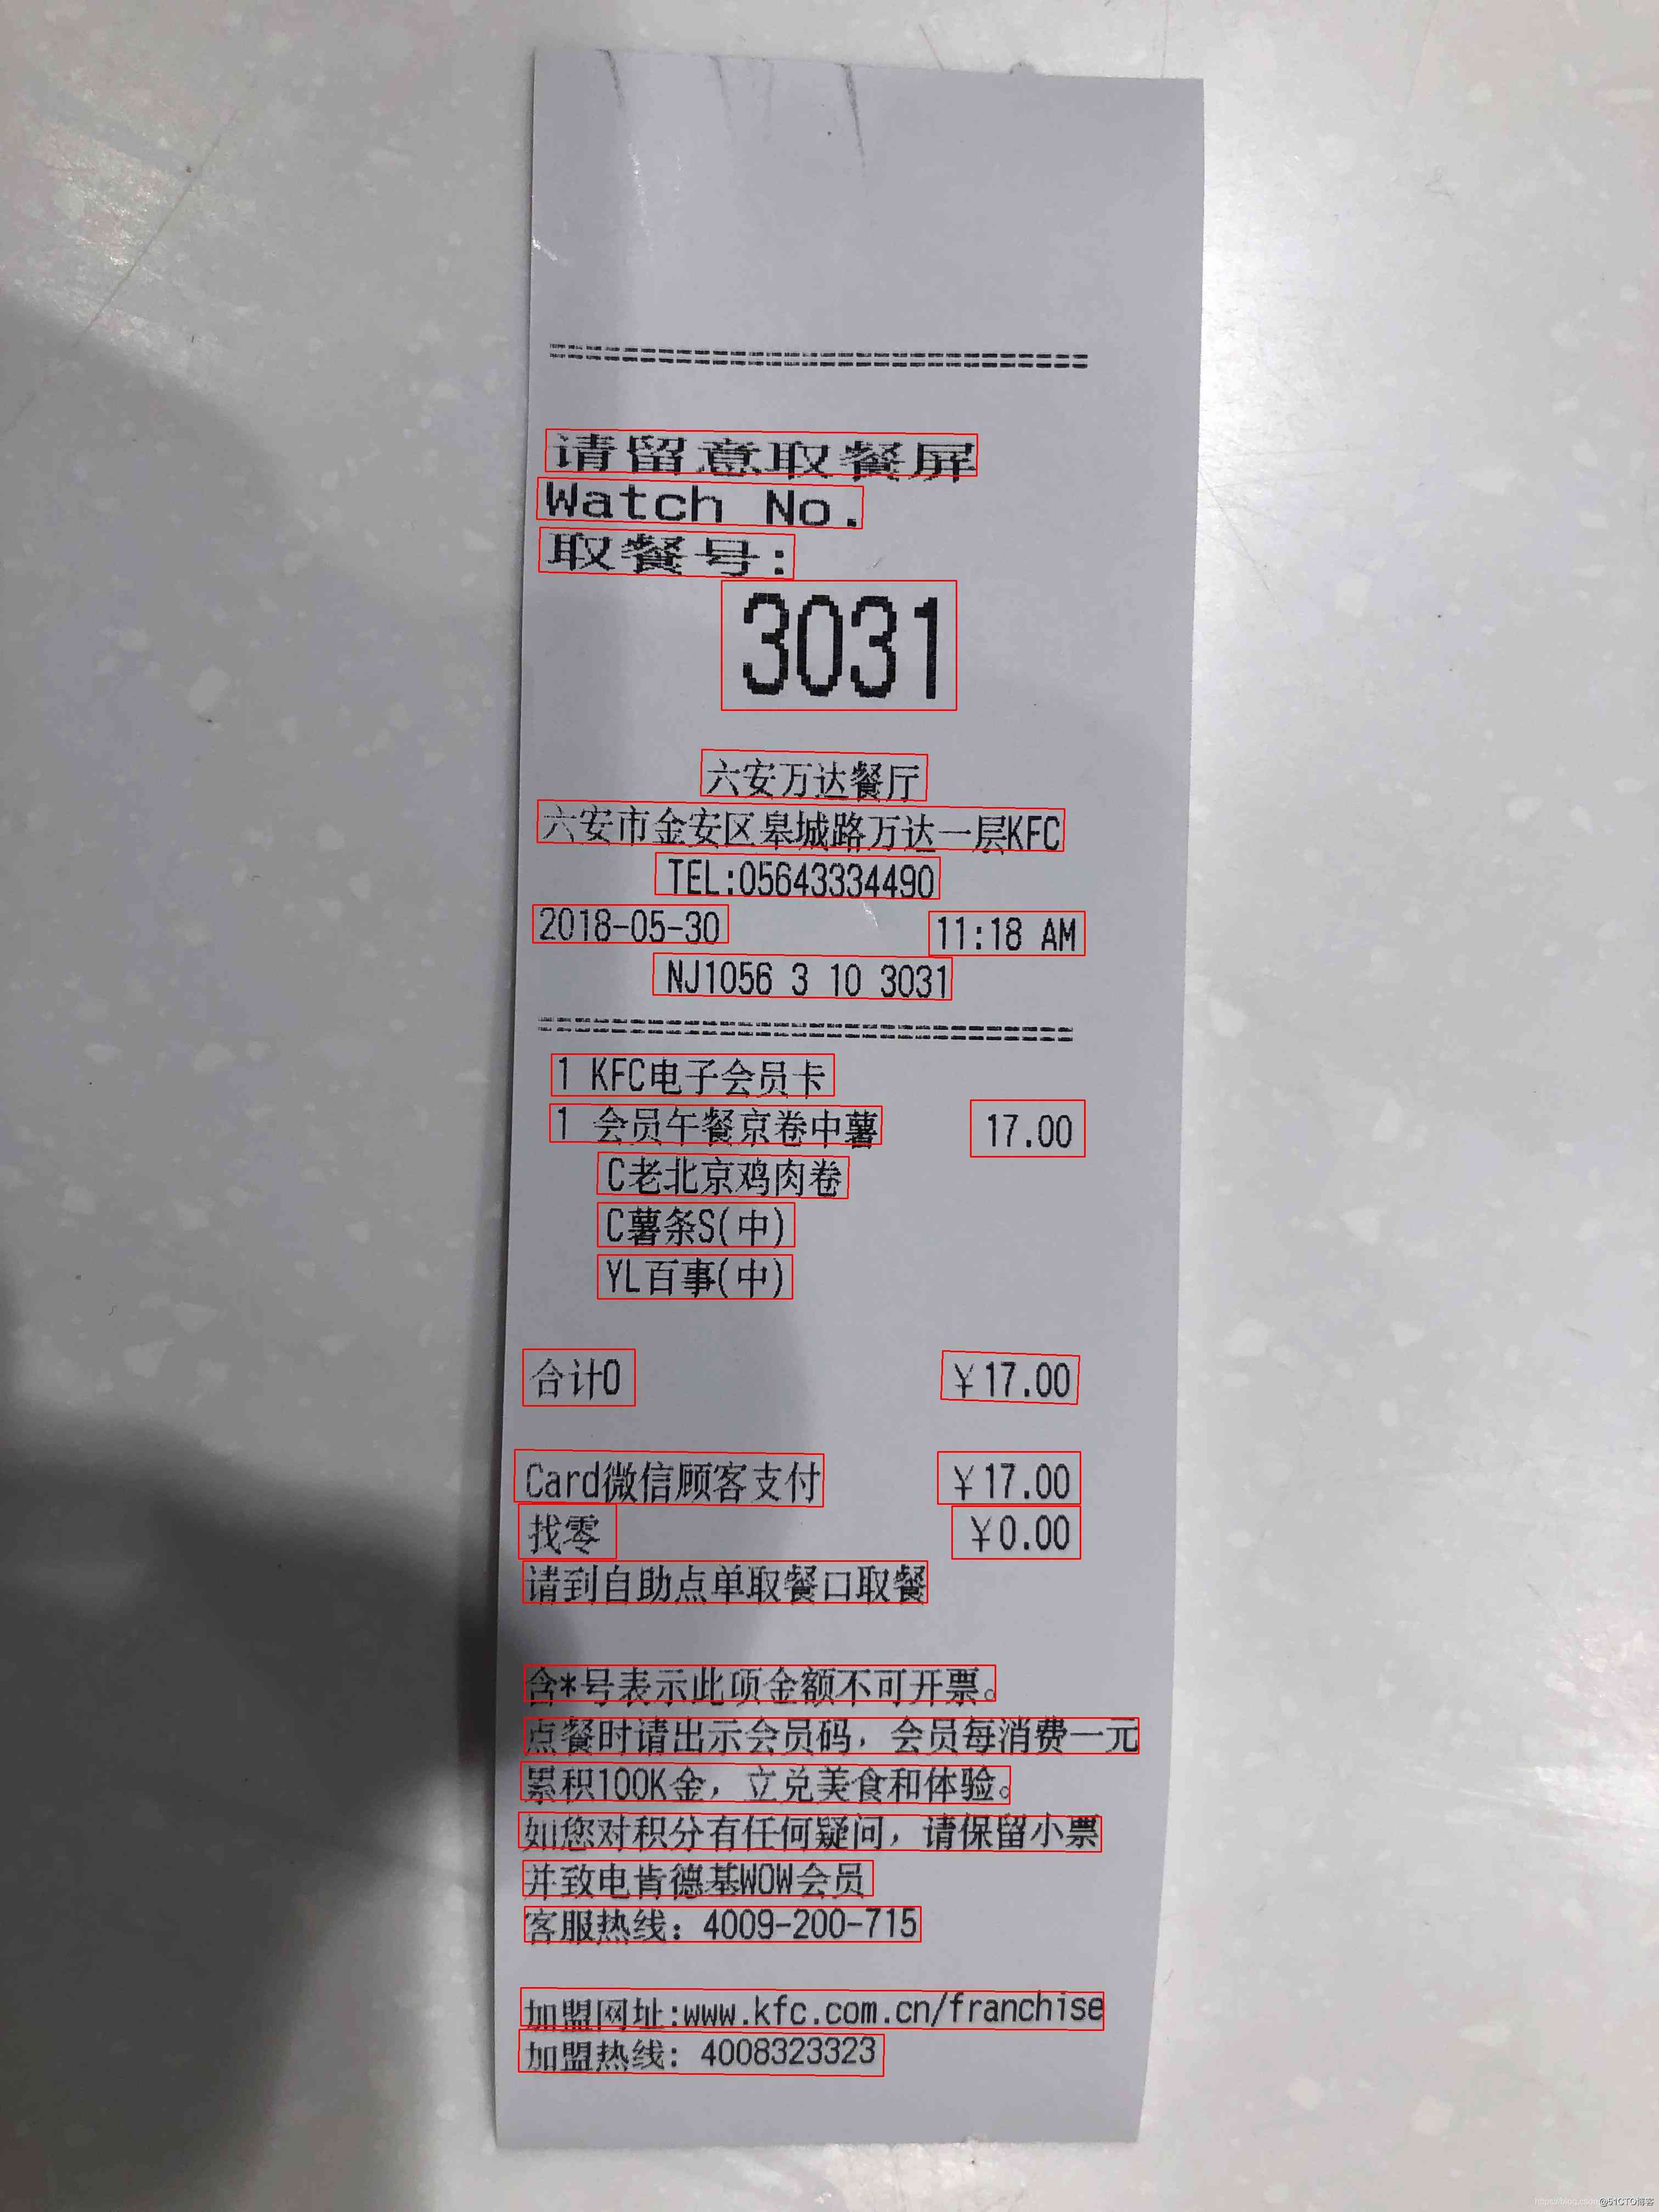 请留意取餐屏
Watch No.
取餐号:
3031
六安万达餐厅
六安市金安区皋城路万达一层KFC
TEL:05643334490
2018-05-30 11:18 AM
NJ1056 3 10 3031
1 KFC电子会员卡
1 会员午餐京卷中薯 17.00
C老北京鸡肉卷
C薯条S(中)
YL百事(中)
合计0 ¥17.00
Card微信顾客支付 ¥17.00
找零 ¥0.00
请到自助点单取餐口取餐
含*号表示此项金额不可开票。
点餐时请出示会员码，会员每消费一元
累积100K金，立兑美食和体验。
如您对积分有任何疑问，请保留小票
并致电肯德基WOW会员
客服热线：4009-200-715
加盟网址:www.kfc.com.cn/franchise
加盟热线: 4008323323
@51CTO博客